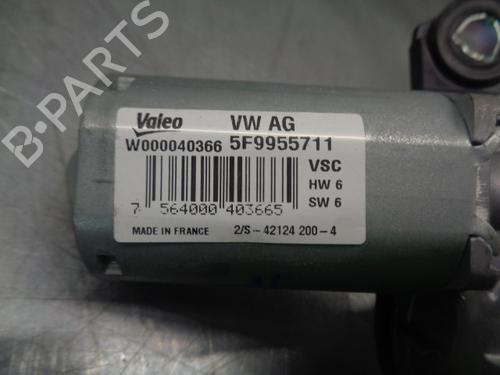 Valeo VW AG
W000040366 5F9955711
VSC
HW 6
SW 6
7 564000 403665
MADE IN FRANCE 2/S-42124 200-4
B-PARTS